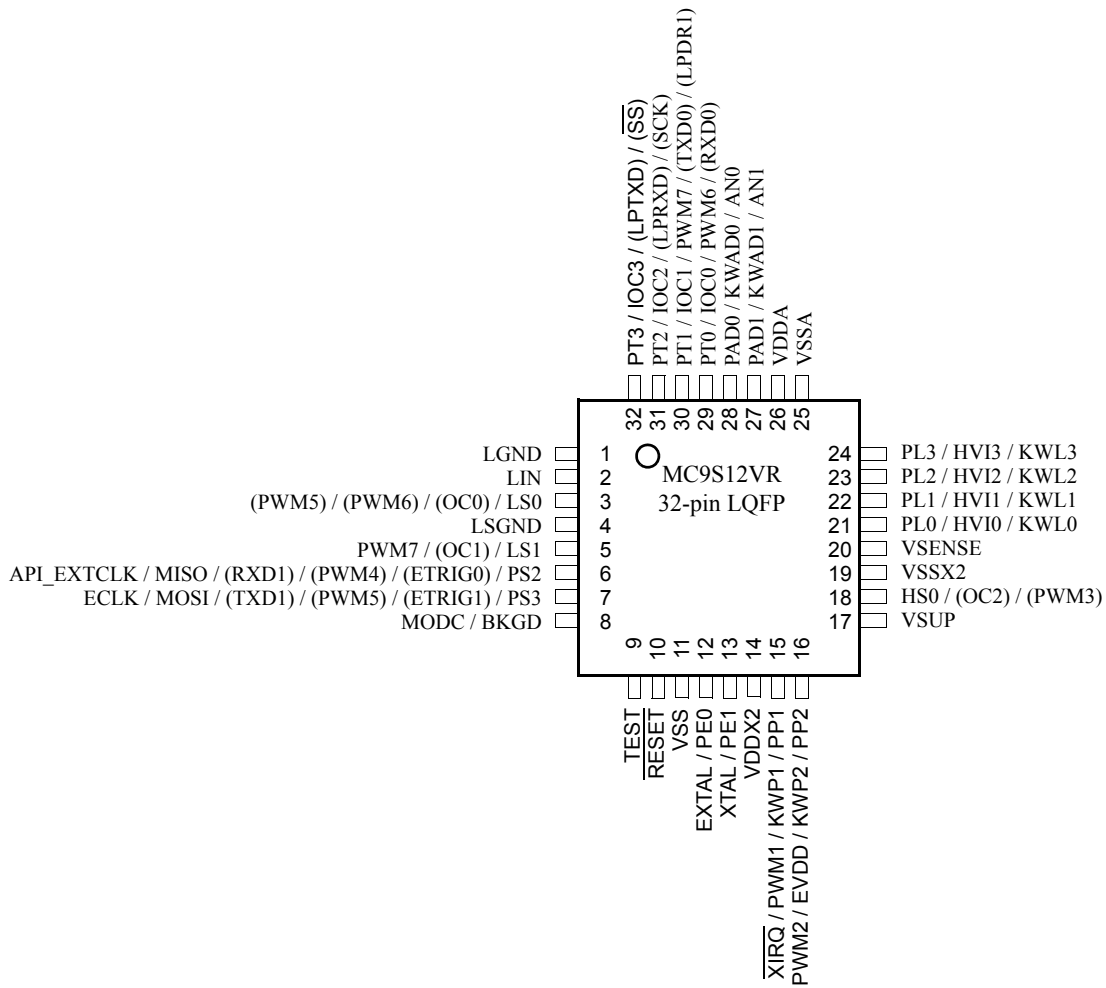 PT3 / IOC3 / (LPTXD) / (SS)
PT2 / IOC2 / (LPRXD) / (SCK)
PT1 / IOC1 / PWM7 / (TXD0) / (LPDR1)
PT0 / IOC0 / PWM6 / (RXD0)
PAD0 / KWAD0 / AN0
PAD1 / KWAD1 / AN1
VDDA
VSSA
32 31 30 29 28 27 26 25
LGND 1
LIN 2
(PWM5) / (PWM6) / (OC0) / LS0 3
LSGND 4
PWM7 / (OC1) / LS1 5
API_EXTCLK / MISO / (RXD1) / (PWM4) / (ETRIG0) / PS2 6
ECLK / MOSI / (TXD1) / (PWM5) / (ETRIG1) / PS3 7
MODC / BKGD 8
MC9S12VR
32-pin LQFP
24 PL3 / HVI3 / KWL3
23 PL2 / HVI2 / KWL2
22 PL1 / HVI1 / KWL1
21 PL0 / HVI0 / KWL0
20 VSENSE
19 VSSX2
18 HS0 / (OC2) / (PWM3)
17 VSUP
9 10 11 12 13 14 15 16
TEST
RESET
VSS
EXTAL / PE0
XTAL / PE1
VDDX2
XIRQ / PWM1 / KWP1 / PP1
PWM2 / EVDD / KWP2 / PP2